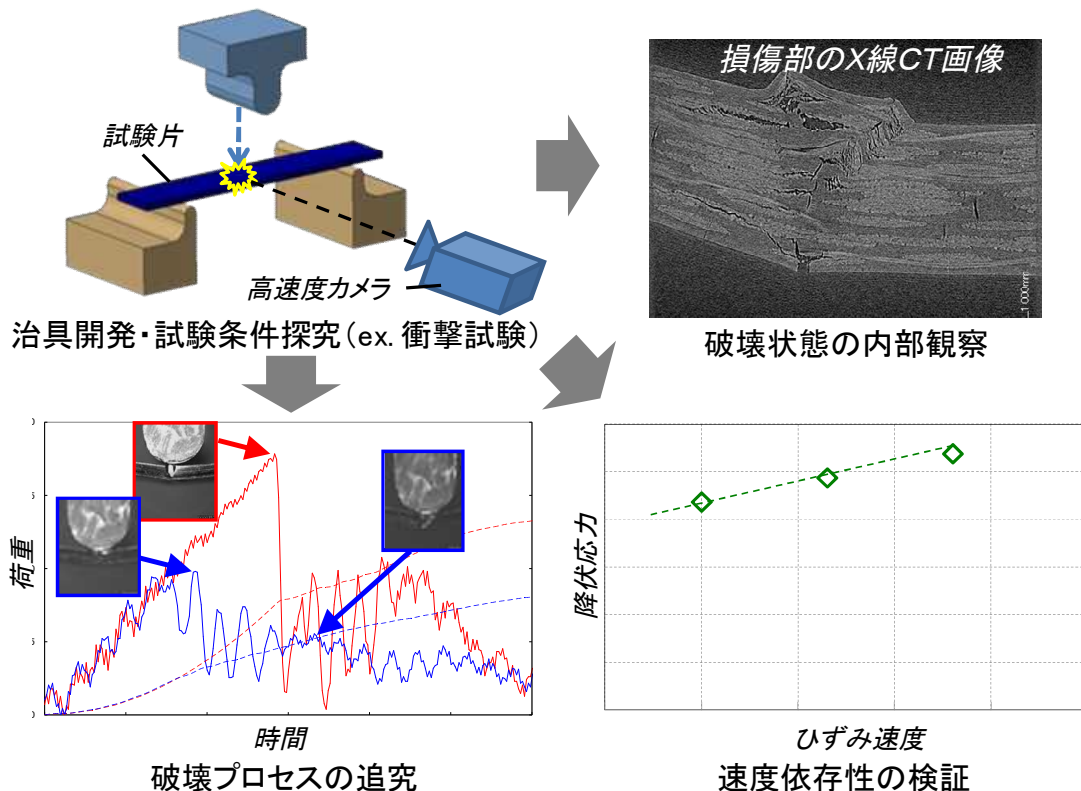 試験片
高速度カメラ
治具開発・試験条件探究（ex. 衝撃試験）
損傷部のX線CT画像
破壊状態の内部観察
荷重
時間
破壊プロセスの追究
降伏応力
ひずみ速度
速度依存性の検証